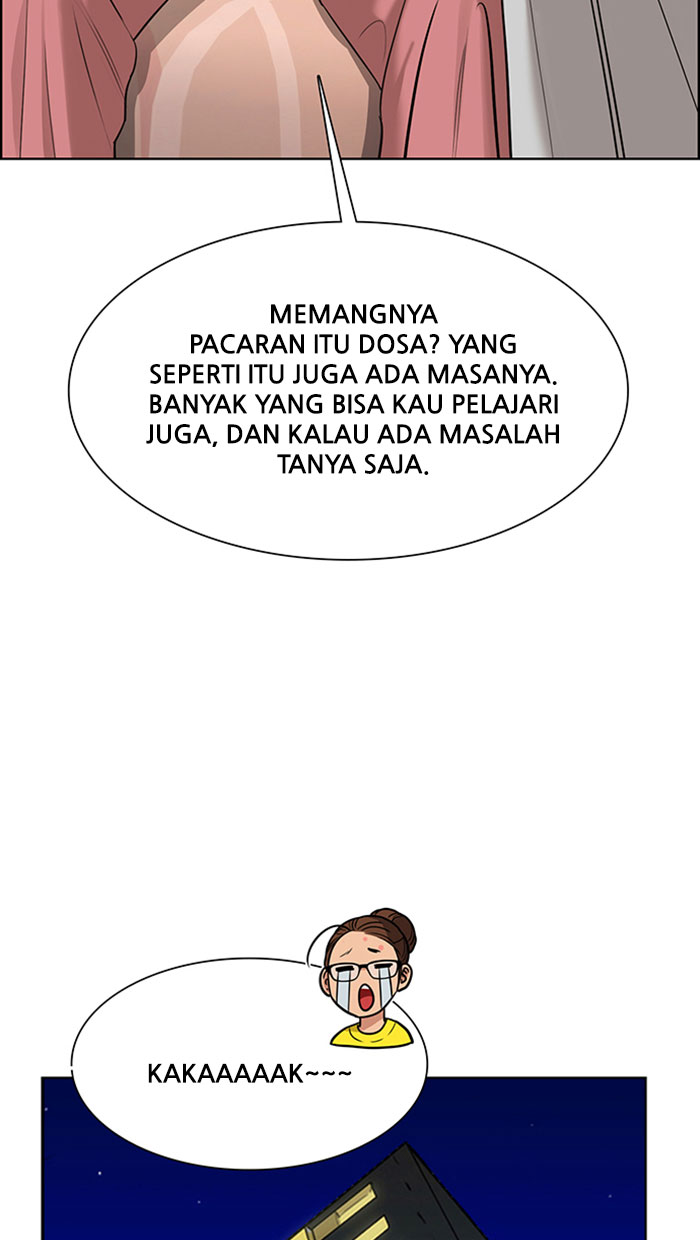 MEMANGNYA
PACARAN ITU DOSA? YANG
SEPERTI ITU JUGA ADA MASANYA.
BANYAK YANG BISA KAU PELAJARI
JUGA, DAN KALAU ADA MASALAH
TANYA SAJA.
KAKAAAAAK~~~